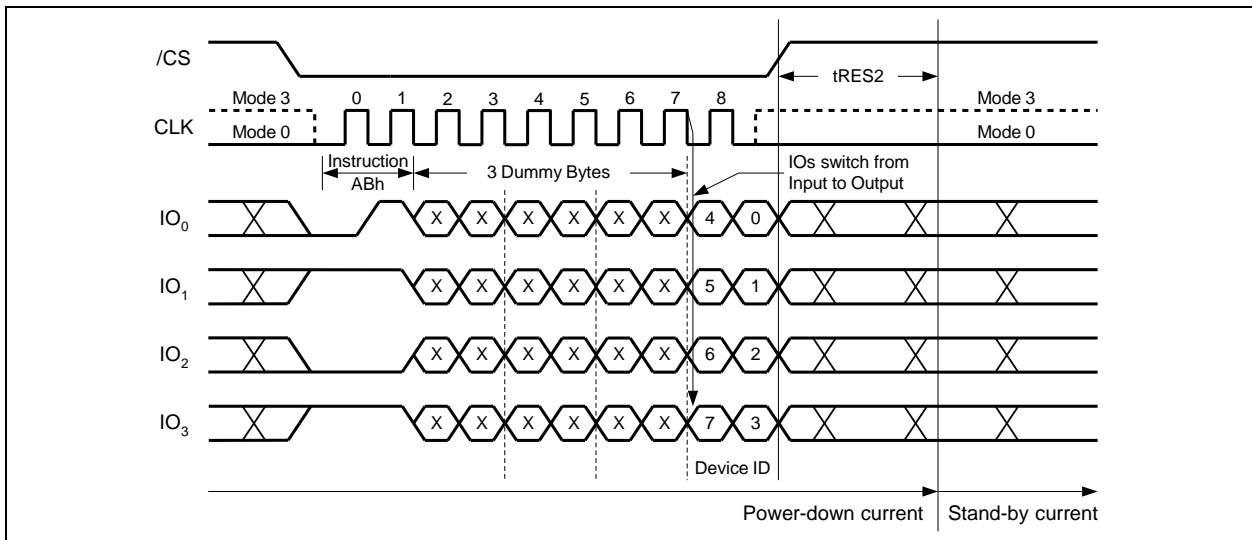 /CS
tRES2
Mode 3 0 1 2 3 4 5 6 7 8 Mode 3
CLK
Mode 0 Mode 0
Instruction
ABh
3 Dummy Bytes
IOs switch from
Input to Output
IO0 X X X X X X 4 0
IO1 X X X X X X 5 1
IO2 X X X X X X 6 2
IO3 X X X X X X 7 3
Device ID
Power-down current Stand-by current